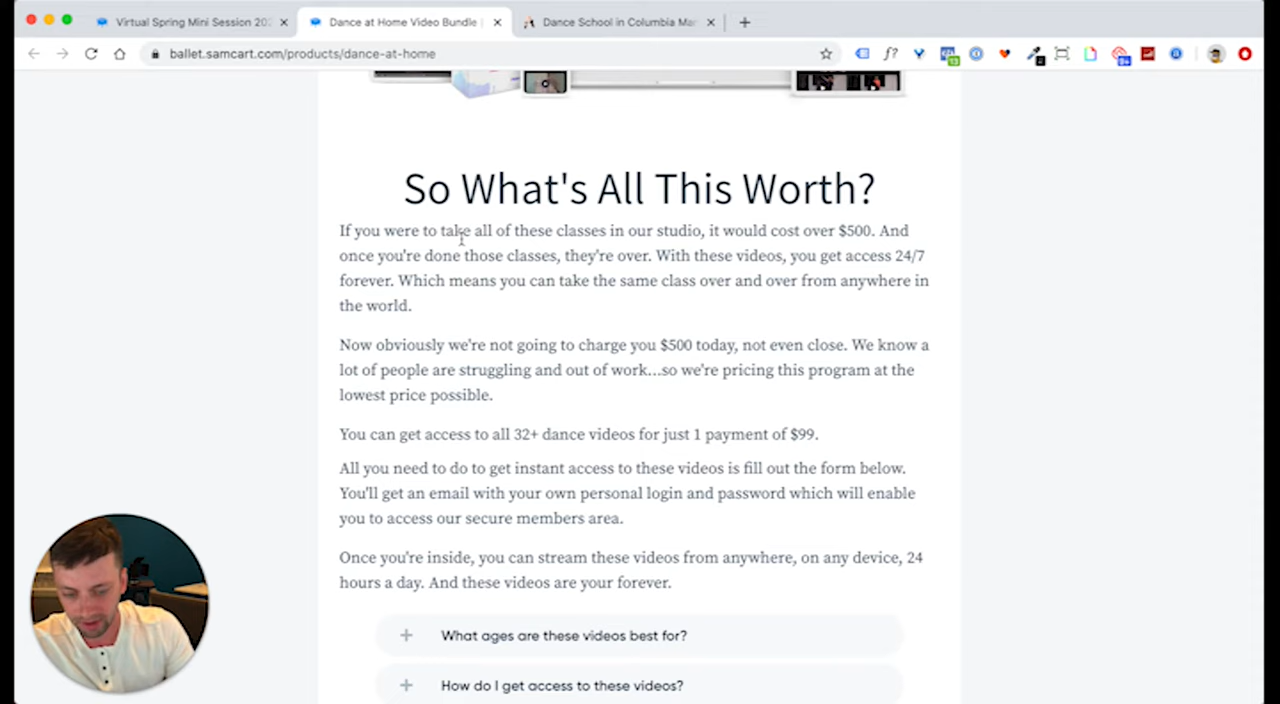 Virtual Spring Mini Session 202
Dance at Home Video Bundle |
Dance School in Columbia Mar
ballet.samcart.com/products/dance-at-home
f?
13
9+
So What's All This Worth?
If you were to take all of these classes in our studio, it would cost over $500. And
once you're done those classes, they're over. With these videos, you get access 24/7
forever. Which means you can take the same class over and over from anywhere in
the world.
Now obviously we're not going to charge you $500 today, not even close. We know a
lot of people are struggling and out of work...so we're pricing this program at the
lowest price possible.
You can get access to all 32+ dance videos for just 1 payment of $99.
All you need to do to get instant access to these videos is fill out the form below.
You'll get an email with your own personal login and password which will enable
you to access our secure members area.
Once you're inside, you can stream these videos from anywhere, on any device, 24
hours a day. And these videos are your forever.
What ages are these videos best for?
How do I get access to these videos?